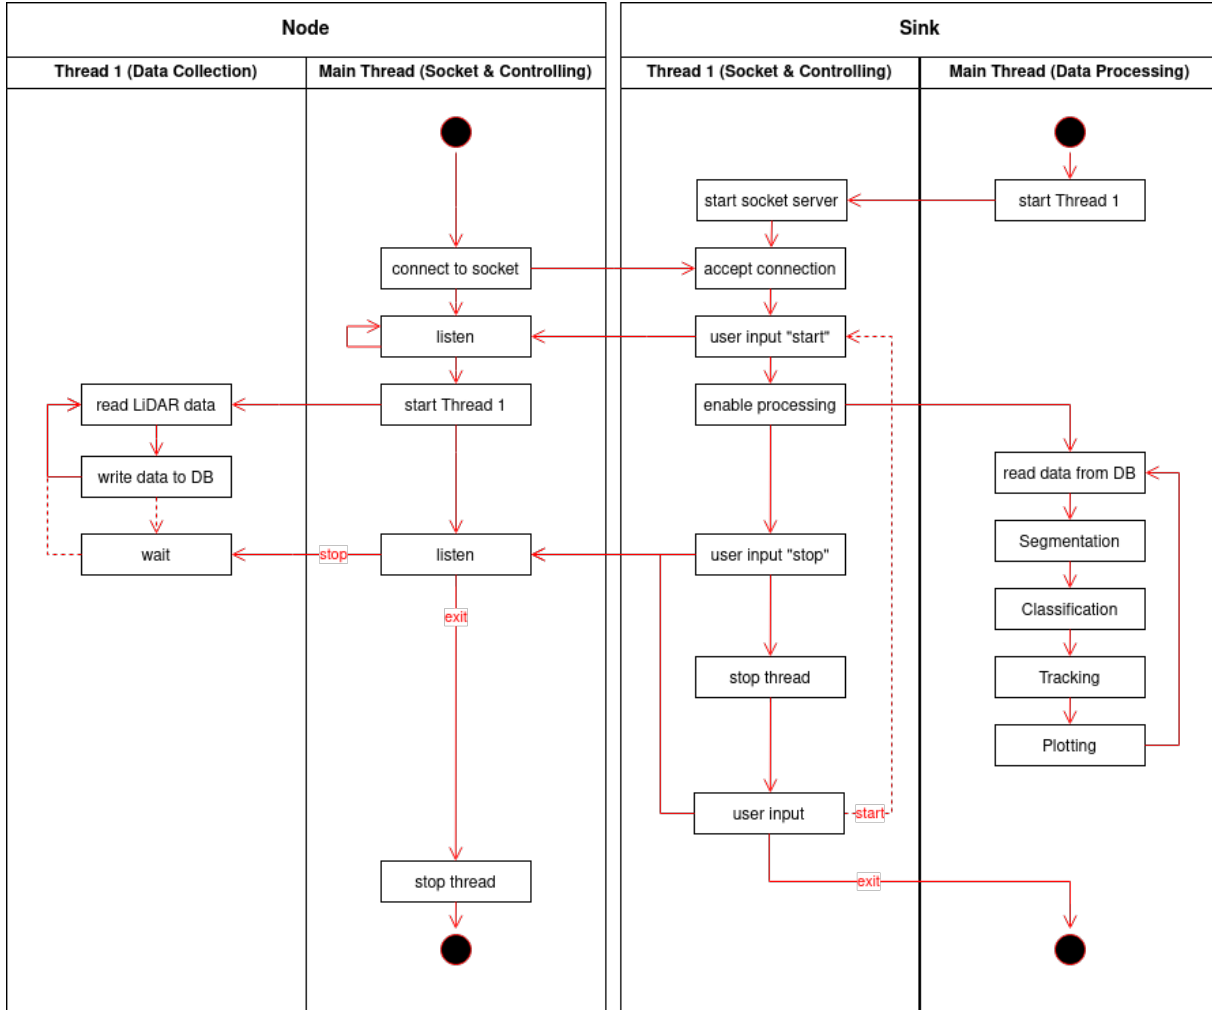 Node
Sink
Thread 1 (Data Collection)
Main Thread (Socket & Controlling)
Thread 1 (Socket & Controlling)
Main Thread (Data Processing)
start socket server
start Thread 1
connect to socket
accept connection
listen
user input "start"
read LiDAR data
start Thread 1
enable processing
write data to DB
read data from DB
wait
stop
listen
user input "stop"
Segmentation
exit
Classification
stop thread
Tracking
Plotting
user input
start
stop thread
exit